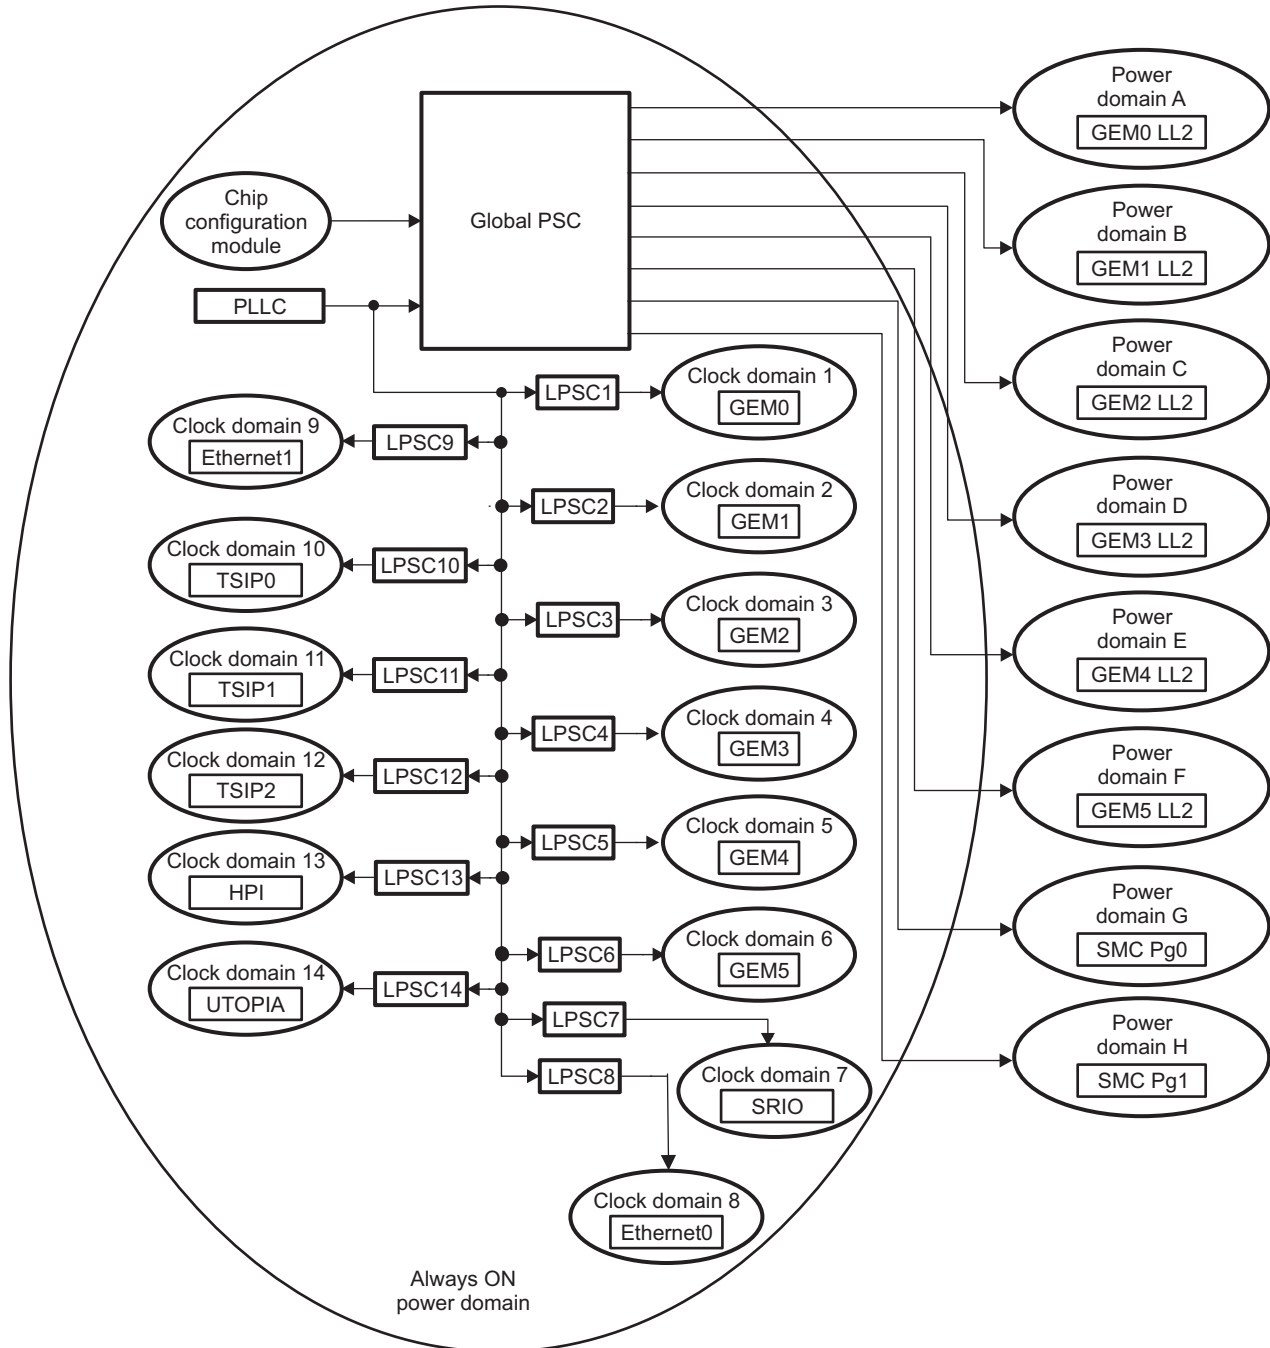 Power
domain A
GEM0 LL2
Chip
configuration
module
Global PSC
Power
domain B
GEM1 LL2
PLLC
Power
domain C
GEM2 LL2
LPSC1
Clock domain 1
GEM0
Clock domain 9
Ethernet1
LPSC9
LPSC2
Clock domain 2
GEM1
Power
domain D
GEM3 LL2
Clock domain 10
TSIP0
LPSC10
LPSC3
Clock domain 3
GEM2
Power
domain E
GEM4 LL2
Clock domain 11
TSIP1
LPSC11
LPSC4
Clock domain 4
GEM3
Clock domain 12
TSIP2
LPSC12
Power
domain F
GEM5 LL2
LPSC5
Clock domain 5
GEM4
Clock domain 13
HPI
LPSC13
Power
domain G
SMC Pg0
LPSC6
Clock domain 6
GEM5
Clock domain 14
UTOPIA
LPSC14
LPSC7
Power
domain H
SMC Pg1
LPSC8
Clock domain 7
SRIO
Clock domain 8
Ethernet0
Always ON
power domain